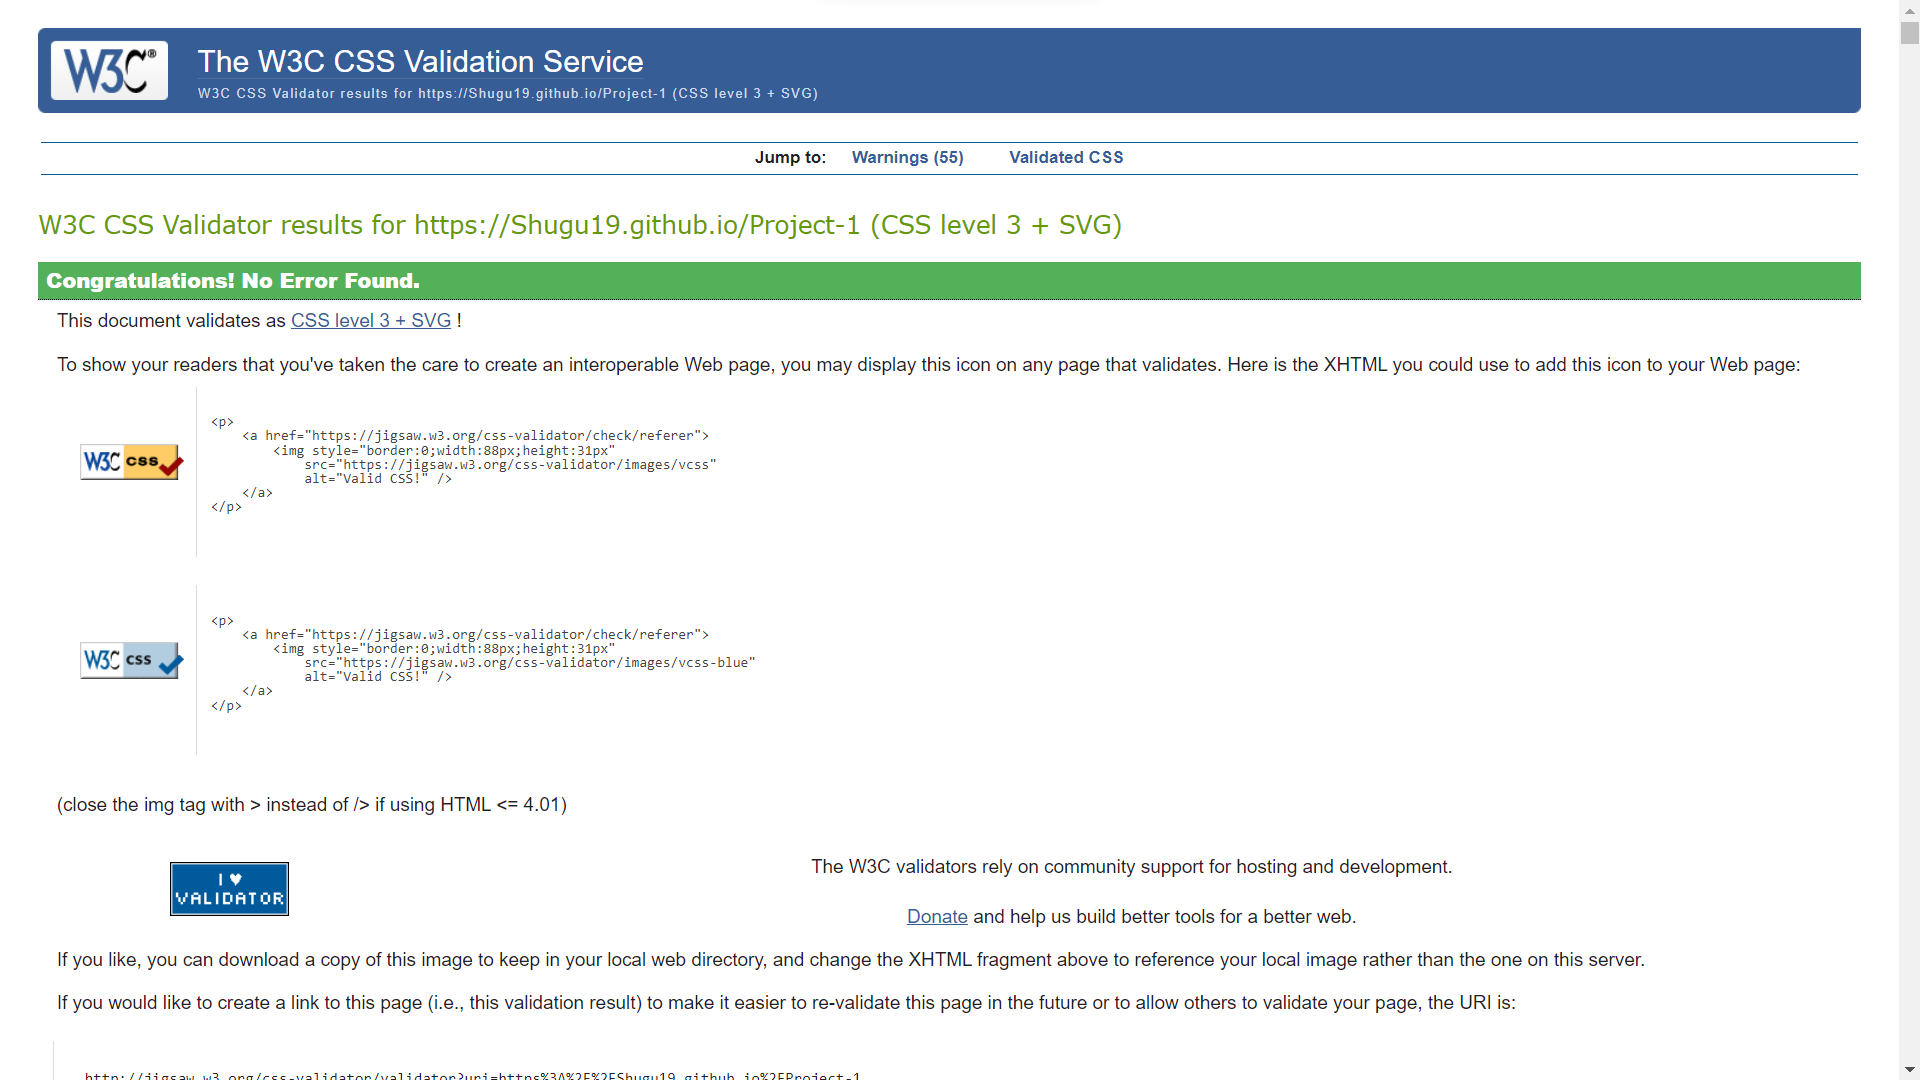 W3C®
The W3C CSS Validation Service
W3C CSS Validator results for https://Shugu19.github.io/Project-1 (CSS level 3 + SVG)
Jump to: Warnings (55) Validated CSS
W3C CSS Validator results for https://Shugu19.github.io/Project-1 (CSS level 3 + SVG)
Congratulations! No Error Found.
This document validates as CSS level 3 + SVG !
To show your readers that you've taken the care to create an interoperable Web page, you may display this icon on any page that validates. Here is the XHTML you could use to add this icon to your Web page:
W3C css
<p>
    <a href="https://jigsaw.w3.org/css-validator/check/referer">
        <img style="border:0;width:88px;height:31px"
            src="https://jigsaw.w3.org/css-validator/images/vcss"
            alt="Valid CSS!" />
    </a>
</p>
W3C css
<p>
    <a href="https://jigsaw.w3.org/css-validator/check/referer">
        <img style="border:0;width:88px;height:31px"
            src="https://jigsaw.w3.org/css-validator/images/vcss-blue"
            alt="Valid CSS!" />
    </a>
</p>
(close the img tag with > instead of /> if using HTML <= 4.01)
I ♥
VALIDATOR
The W3C validators rely on community support for hosting and development.
Donate and help us build better tools for a better web.
If you like, you can download a copy of this image to keep in your local web directory, and change the XHTML fragment above to reference your local image rather than the one on this server.
If you would like to create a link to this page (i.e., this validation result) to make it easier to re-validate this page in the future or to allow others to validate your page, the URI is:
http://jigsaw.w3.org/css-validator/validator?uri=https%3A%2F%2FShugu19.github.io%2FProject-1